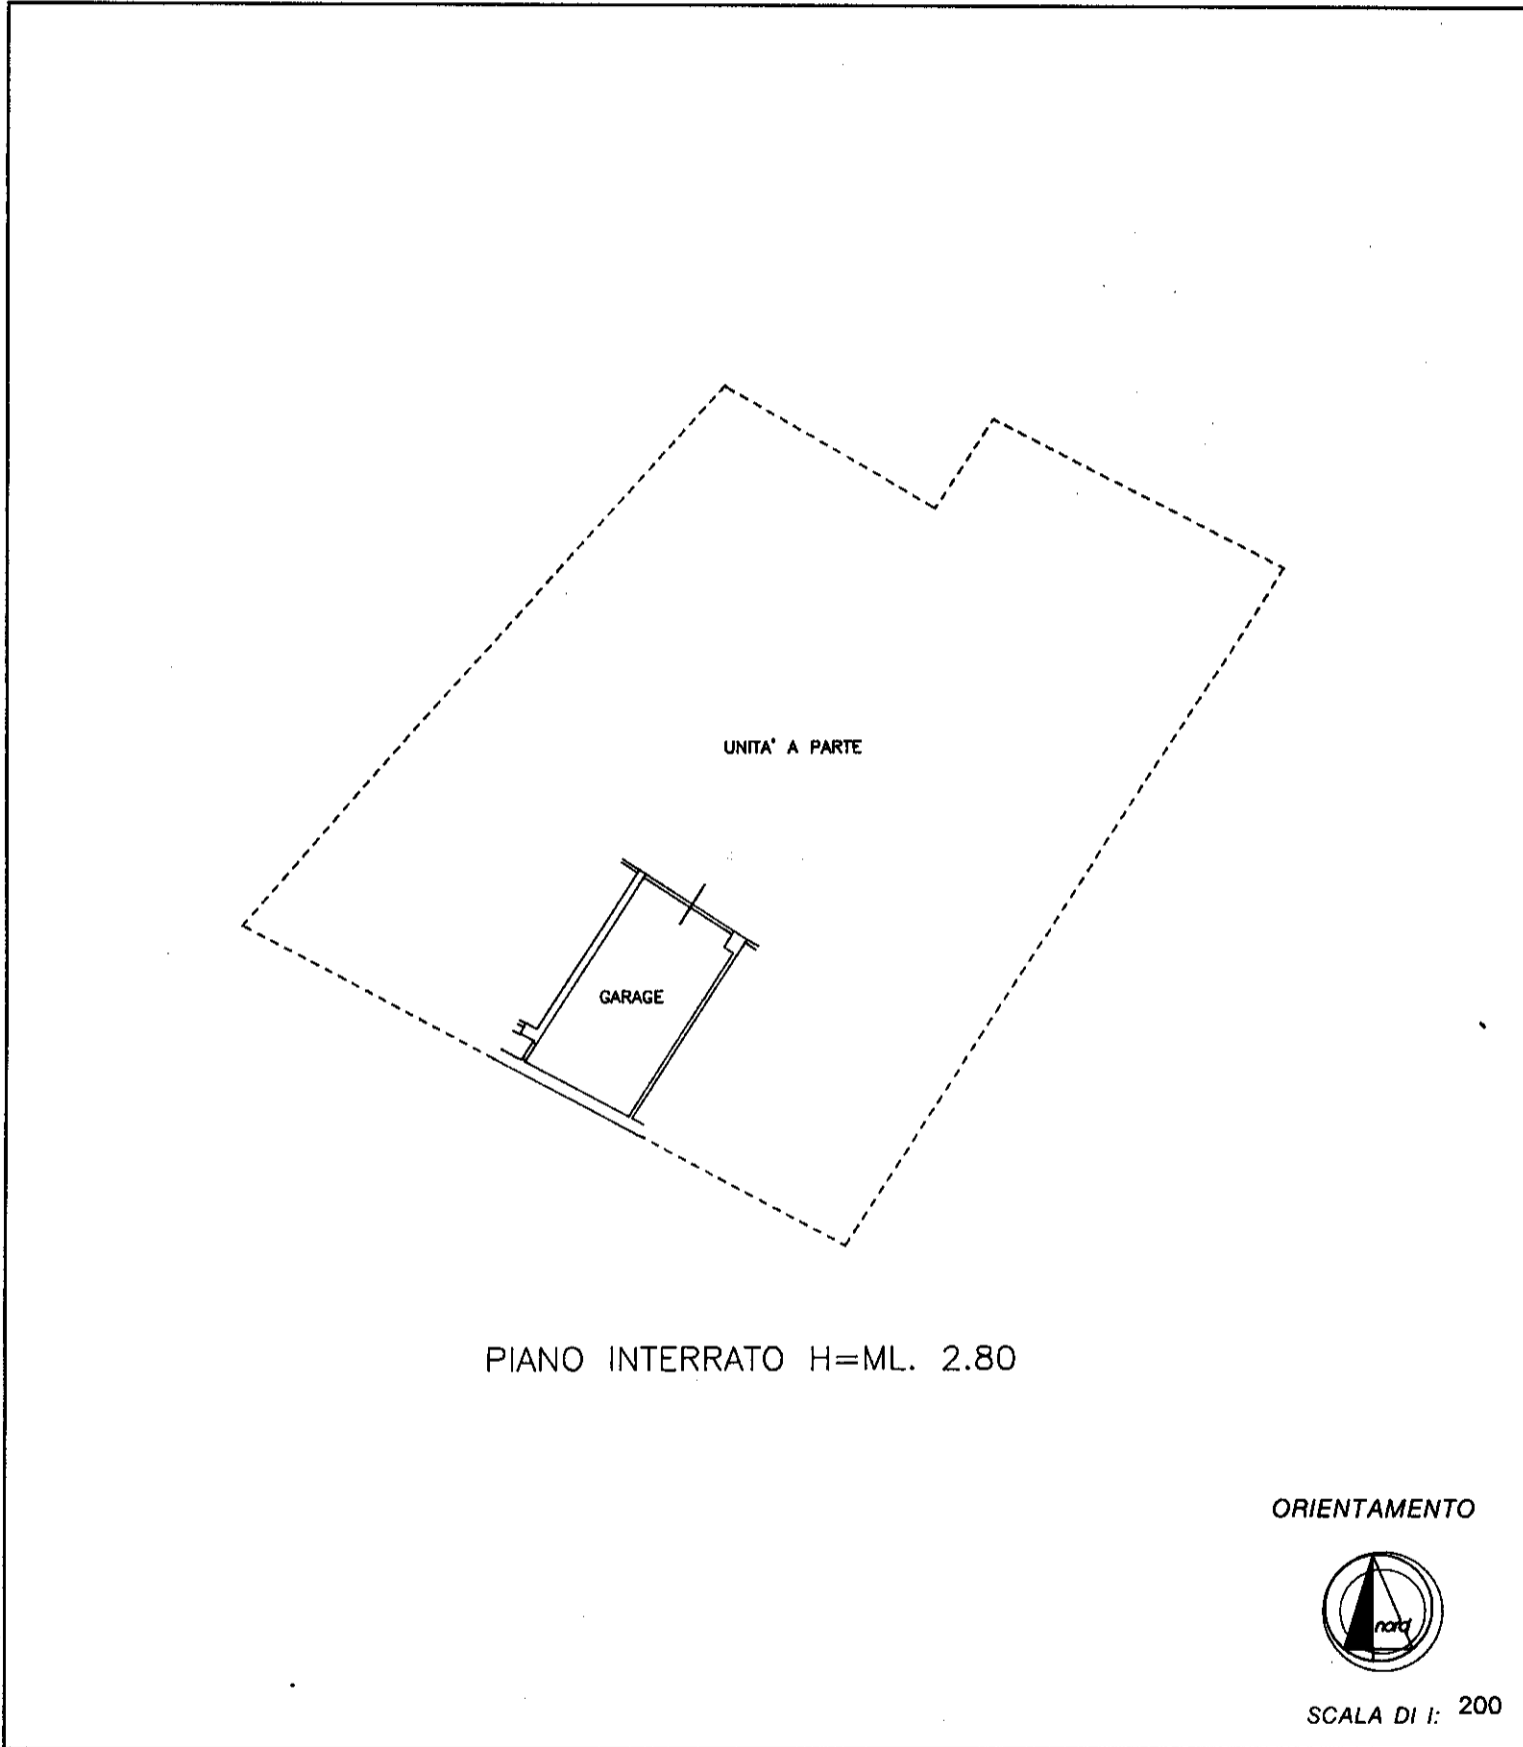 UNITA' A PARTE
GARAGE
PIANO INTERRATO H=ML. 2.80
ORIENTAMENTO
nord
SCALA DI I: 200